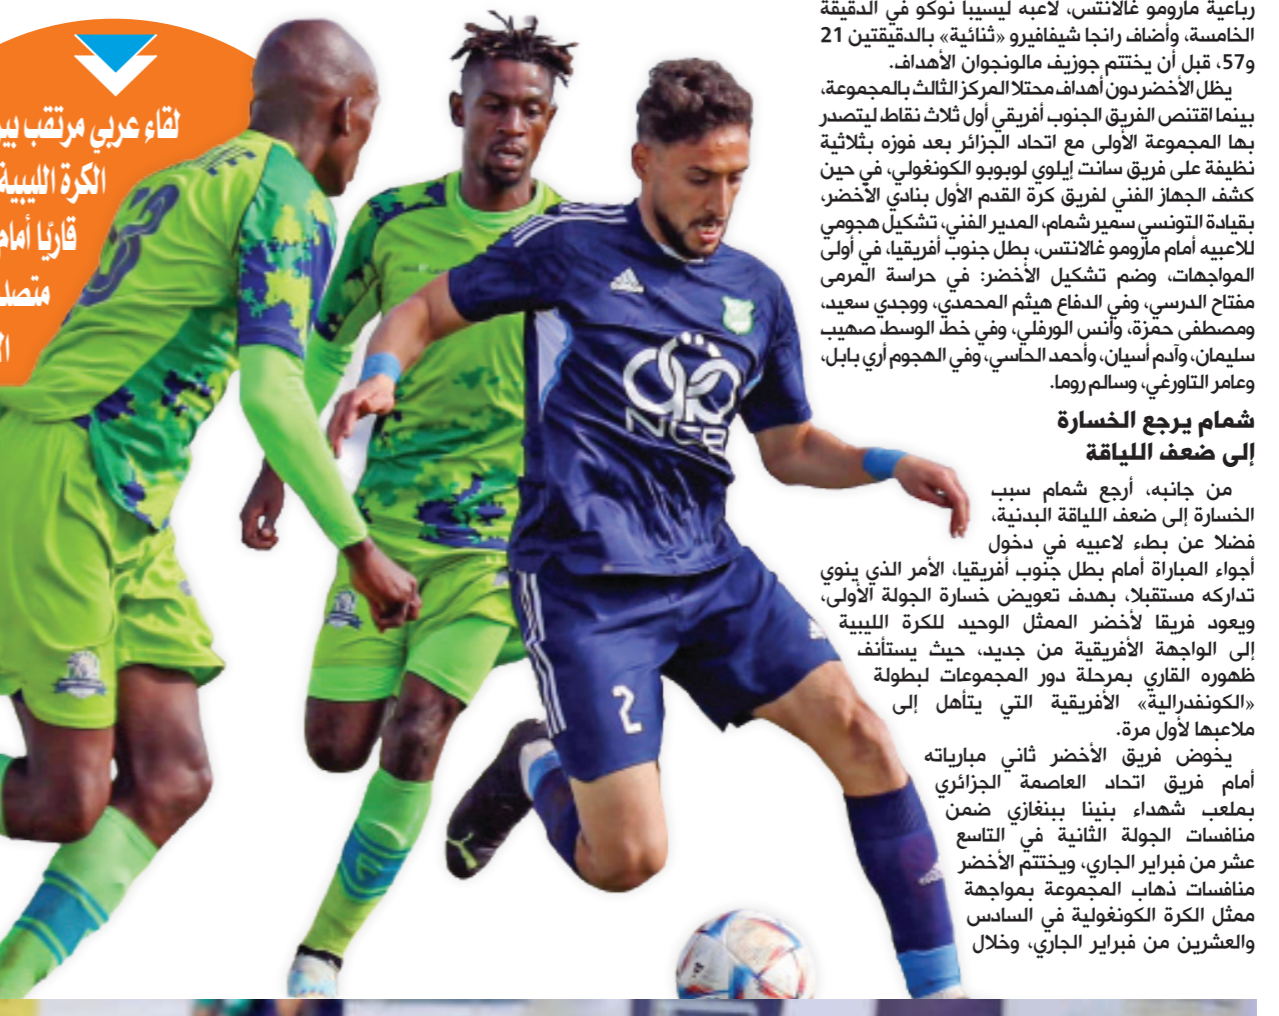 رباعية مارومو غالانتس، لاعبه ليسيبا نوكو في الدقيقة
الخامسة، وأضاف رانجا شيفافيرو «ثنائية» بالدقيقتين 21
و57، قبل أن يختتم جوزيف مالونجوان الأهداف.
يظل الأخضر دون أهداف محتلا المركز الثالث بالمجموعة،
بينما اقتنص الفريق الجنوب أفريقي أول ثلاث نقاط ليتصدر
بها المجموعة الأولى مع اتحاد الجزائر بعد فوزه بثلاثية
نظيفة على فريق سانت إيلوي لوبوبو الكونغولي، في حين
كشف الجهاز الفني لفريق كرة القدم الأول بنادي الأخضر،
بقيادة التونسي سمير شمام، المدير الفني، تشكيل هجومي
للاعبيه أمام مارومو غالانتس، بطل جنوب أفريقيا، في أولى
المواجهات، وضم تشكيل الأخضر: في حراسة المرمى
مفتاح الدرسي، وفي الدفاع هيثم المحمدي، ووجدي سعيد،
ومصطفى حمزة، وأنس الورفلي، وفي خط الوسط صهيب
سليمان، وآدم أسيان، وأحمد الحاسي، وفي الهجوم أري بابل،
وعامر التاورغي، وسالم روما.
شمام يرجع الخسارة
إلى ضعف اللياقة
من جانبه، أرجع شمام سبب
الخسارة إلى ضعف اللياقة البدنية،
فضلا عن بطء لاعبيه في دخول
أجواء المباراة أمام بطل جنوب أفريقيا، الأمر الذي ينوي
تداركه مستقبلا، بهدف تعويض خسارة الجولة الأولى،
ويعود فريقا لأخضر الممثل الوحيد للكرة الليبية
إلى الواجهة الأفريقية من جديد، حيث يستأنف
ظهوره القاري بمرحلة دور المجموعات لبطولة
«الكونفدرالية» الأفريقية التي يتأهل إلى
ملاعبها لأول مرة.
يخوض فريق الأخضر ثاني مبارياته
أمام فريق اتحاد العاصمة الجزائري
بملعب شهداء بنينا ببنغازي ضمن
منافسات الجولة الثانية في التاسع
عشر من فبراير الجاري، ويختتم الأخضر
منافسات ذهاب المجموعة بمواجهة
ممثل الكرة الكونغولية في السادس
والعشرين من فبراير الجاري، وخلال
لقاء عربي مرتقب بي
الكرة الليبية
قاريًا أمام
متصد
ال
NCB
2
3